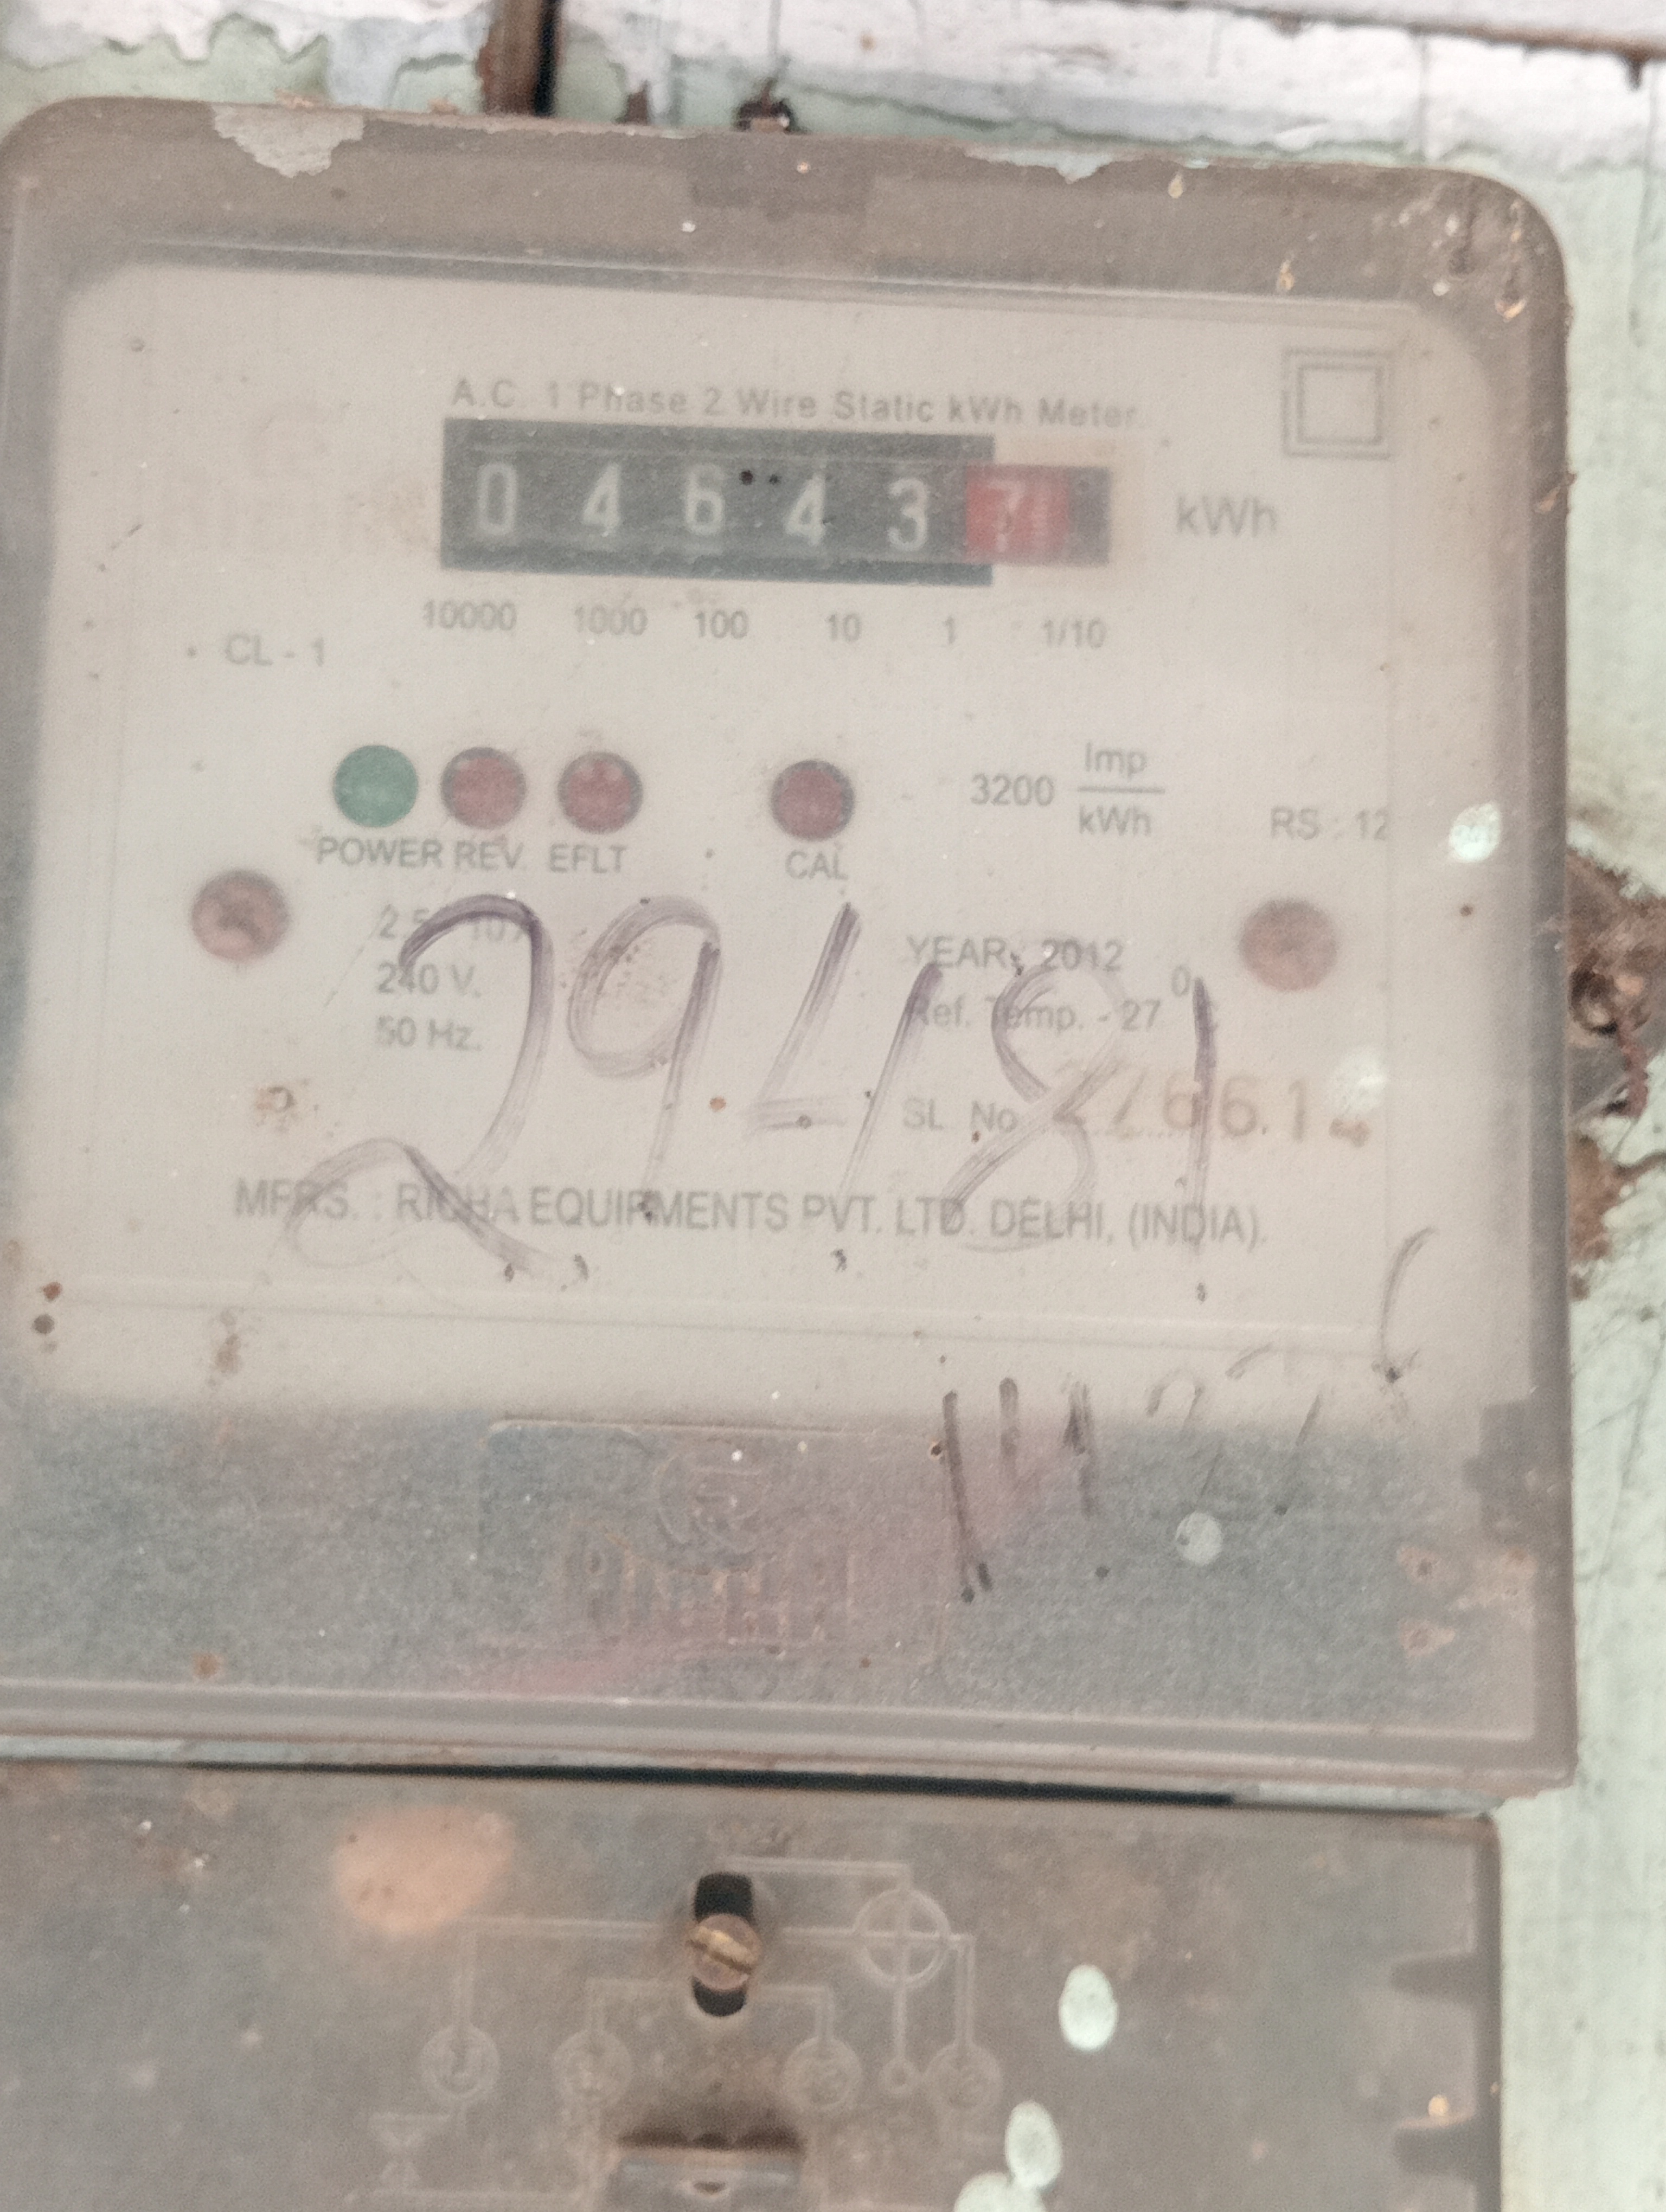 A.C. 1 Phase 2 Wire Static kWh Meter.
0 4 6 4 3 7 kWh
10000 1000 100 10 1 1/10
CL - 1
3200 Imp
kWh
RS : 12
POWER REV. EFLT CAL
240 V.
50 Hz.
YEAR: 2012
Ref. Temp. - 27
SL. No
29481
MFRS. : RICHA EQUIPMENTS PVT. LTD. DELHI, (INDIA).